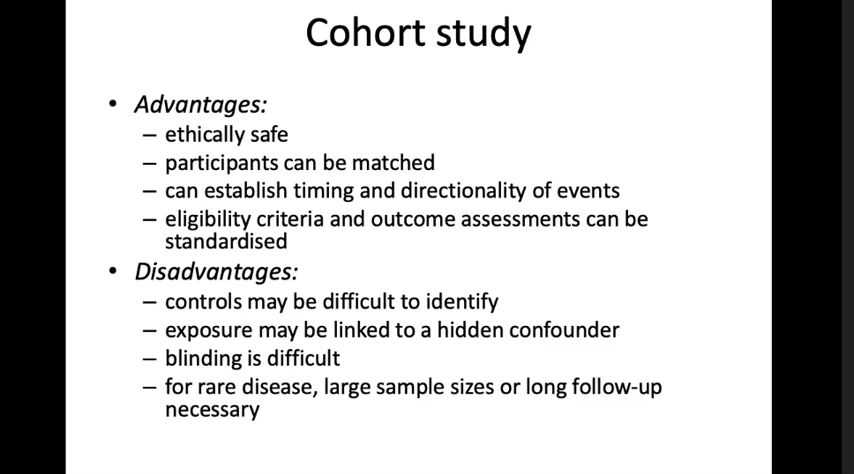 Cohort study
• Advantages:
– ethically safe
– participants can be matched
– can establish timing and directionality of events
– eligibility criteria and outcome assessments can be
standardised
• Disadvantages:
– controls may be difficult to identify
– exposure may be linked to a hidden confounder
– blinding is difficult
– for rare disease, large sample sizes or long follow-up
necessary